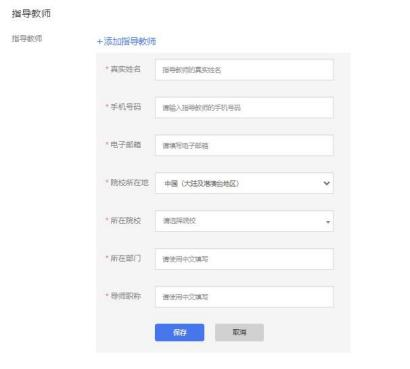 指导教师
指导教师
+添加指导教师
*真实姓名 指导教师的真实姓名
*手机号码 请输入指导教师的手机号码
*电子邮箱 请填写电子邮箱
*院校所在地 中国（大陆及港澳台地区）
*所在院校 请选择院校
*所在部门 请使用中文填写
*导师职称 请使用中文填写
保存 取消